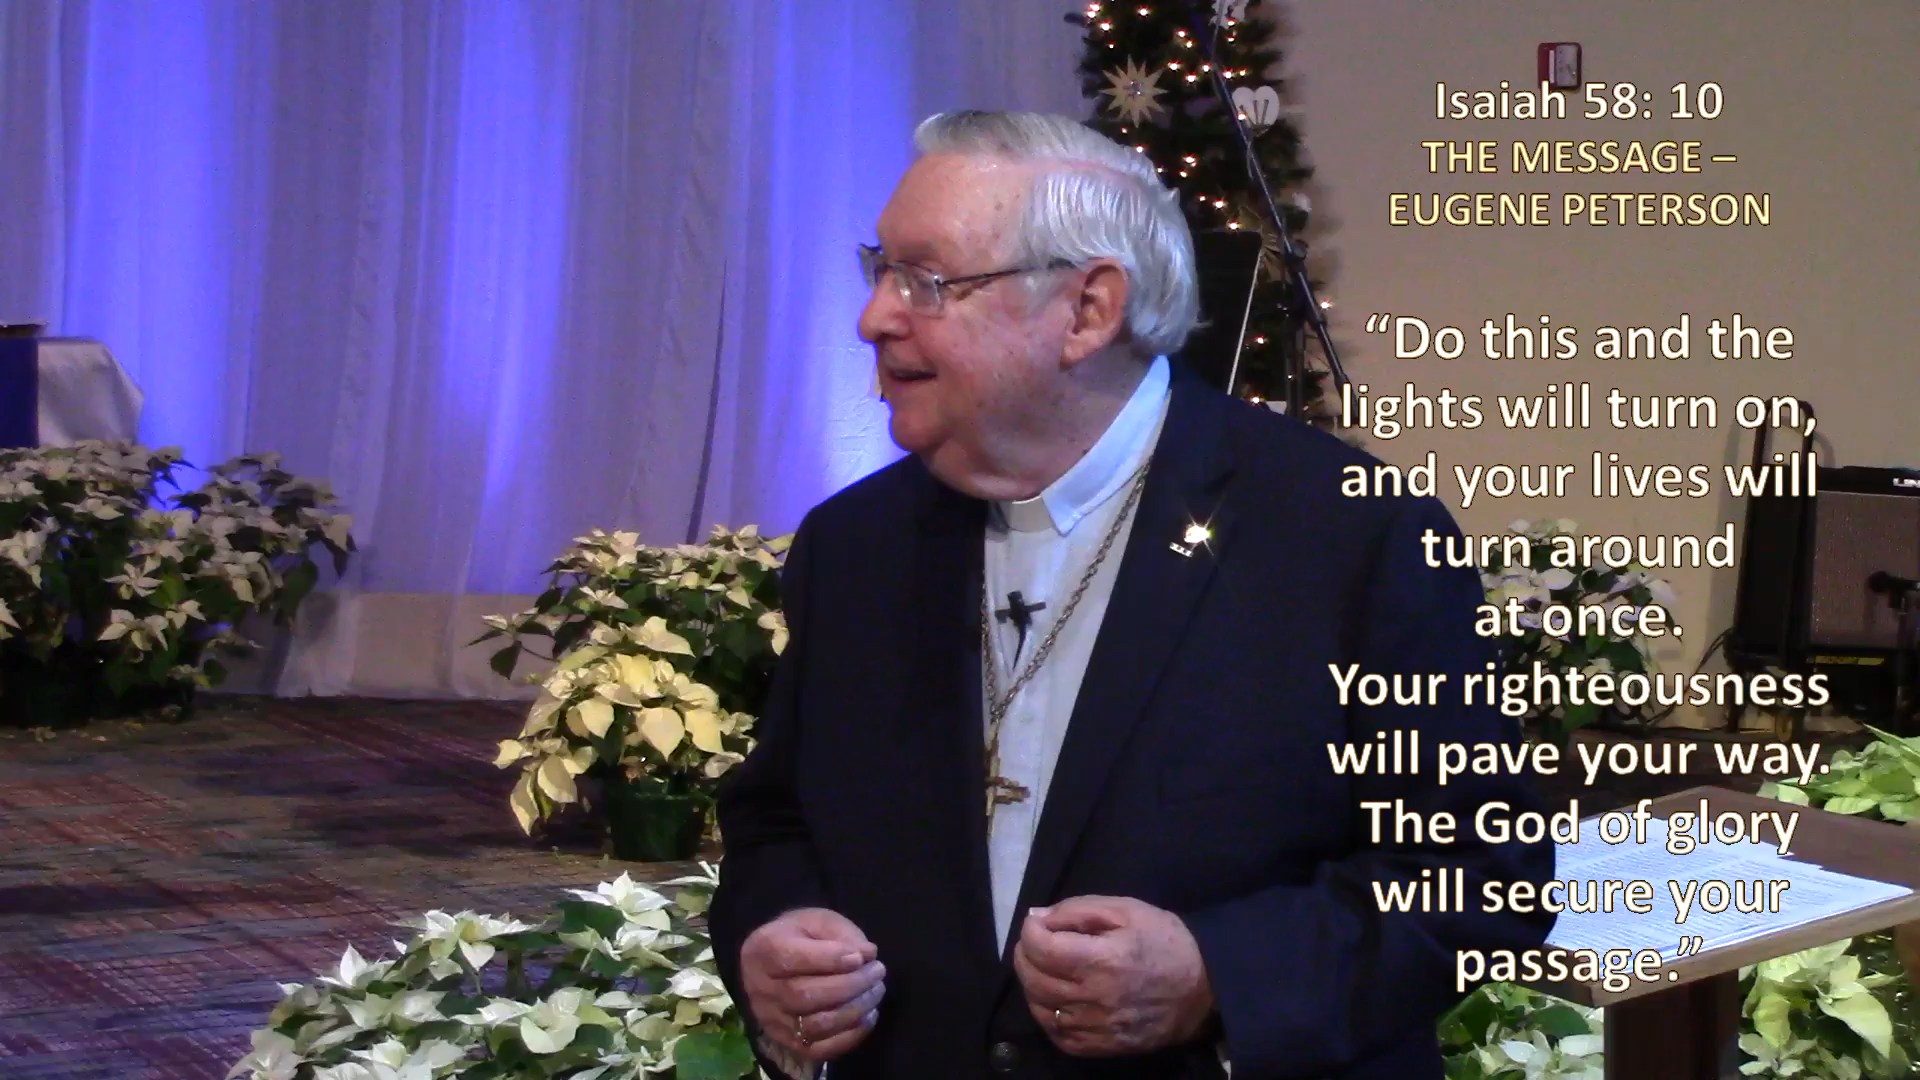 Isaiah 58: 10
THE MESSAGE –
EUGENE PETERSON
“Do this and the
lights will turn on,
and your lives will
turn around
at once.
Your righteousness
will pave your way.
The God of glory
will secure your
passage.”